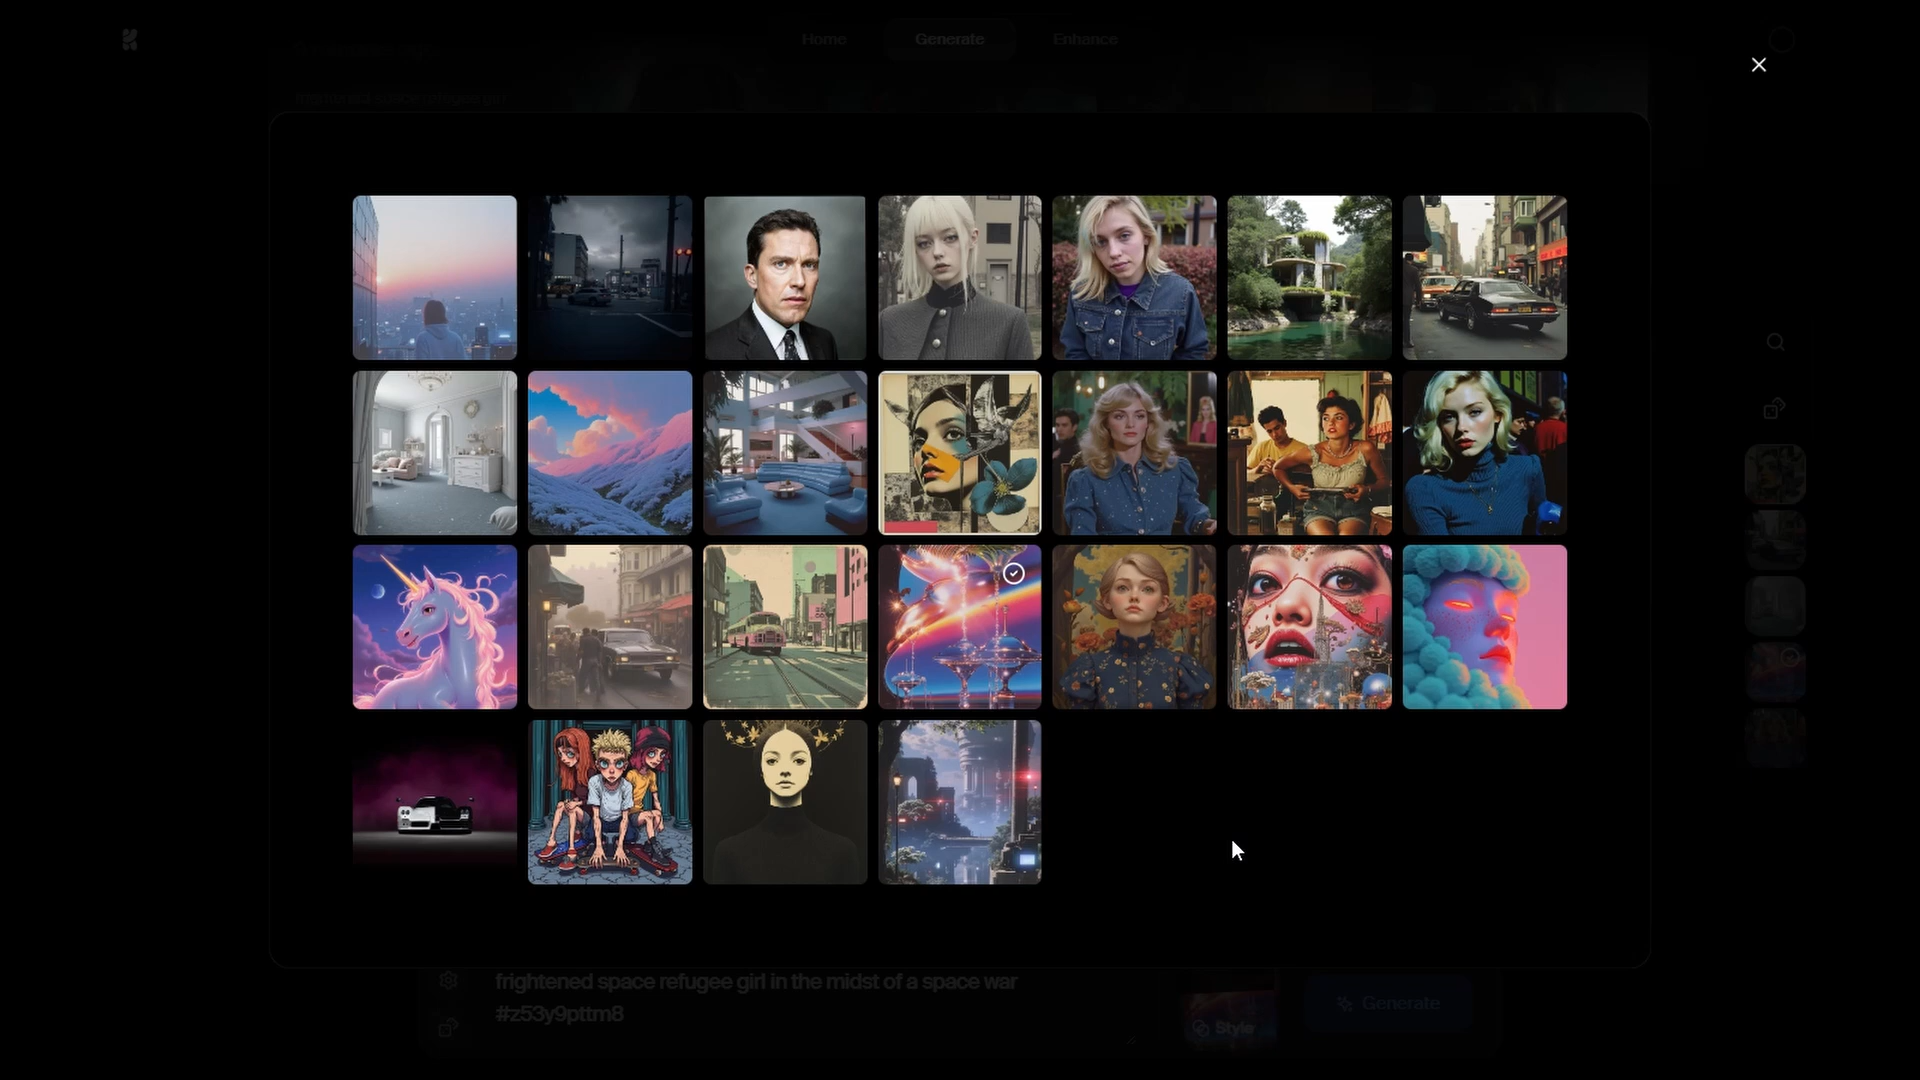 Home
Generate
Enhance
frightened space refugee girl in the midst of a space war
#z53y9pttm8
Style
Generate